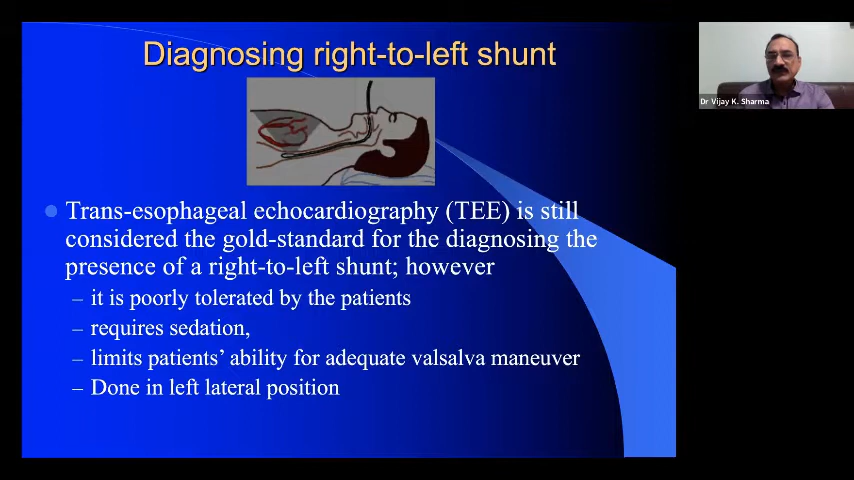 Diagnosing right-to-left shunt
Dr Vijay K. Sharma
Trans-esophageal echocardiography (TEE) is still
considered the gold-standard for the diagnosing the
presence of a right-to-left shunt; however
– it is poorly tolerated by the patients
– requires sedation,
– limits patients’ ability for adequate valsalva maneuver
– Done in left lateral position